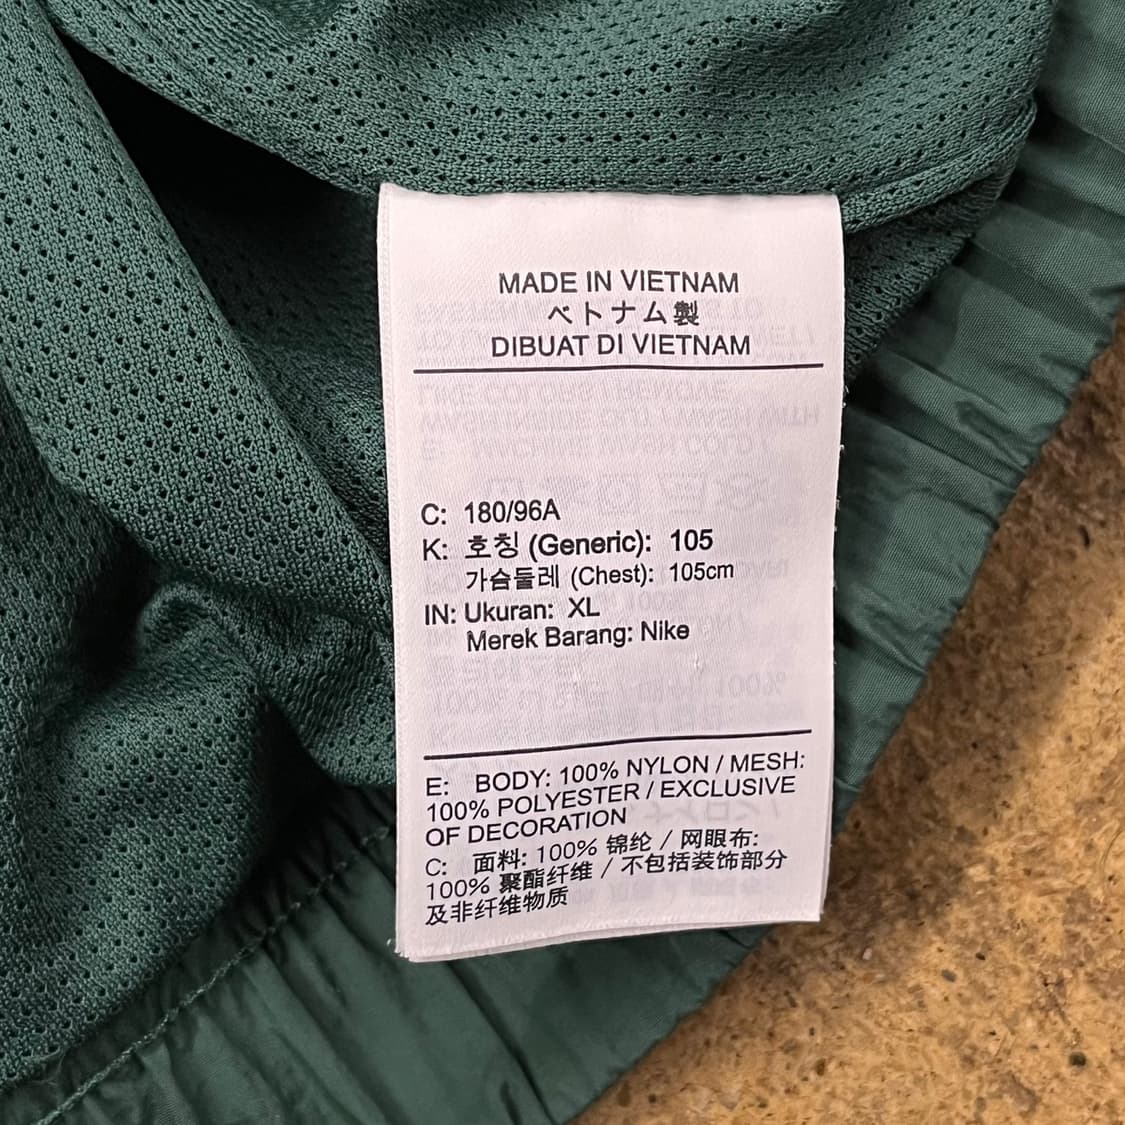 MADE IN VIETNAM
ベトナム製
DIBUAT DI VIETNAM
C: 180/96A
K: 호칭 (Generic): 105
가슴둘레 (Chest): 105cm
IN: Ukuran: XL
Merek Barang: Nike
E: BODY: 100% NYLON / MESH:
100% POLYESTER / EXCLUSIVE
OF DECORATION
C: 面料: 100% 锦纶 / 网眼布:
100% 聚酯纤维 / 不包括装饰部分
及非纤维物质